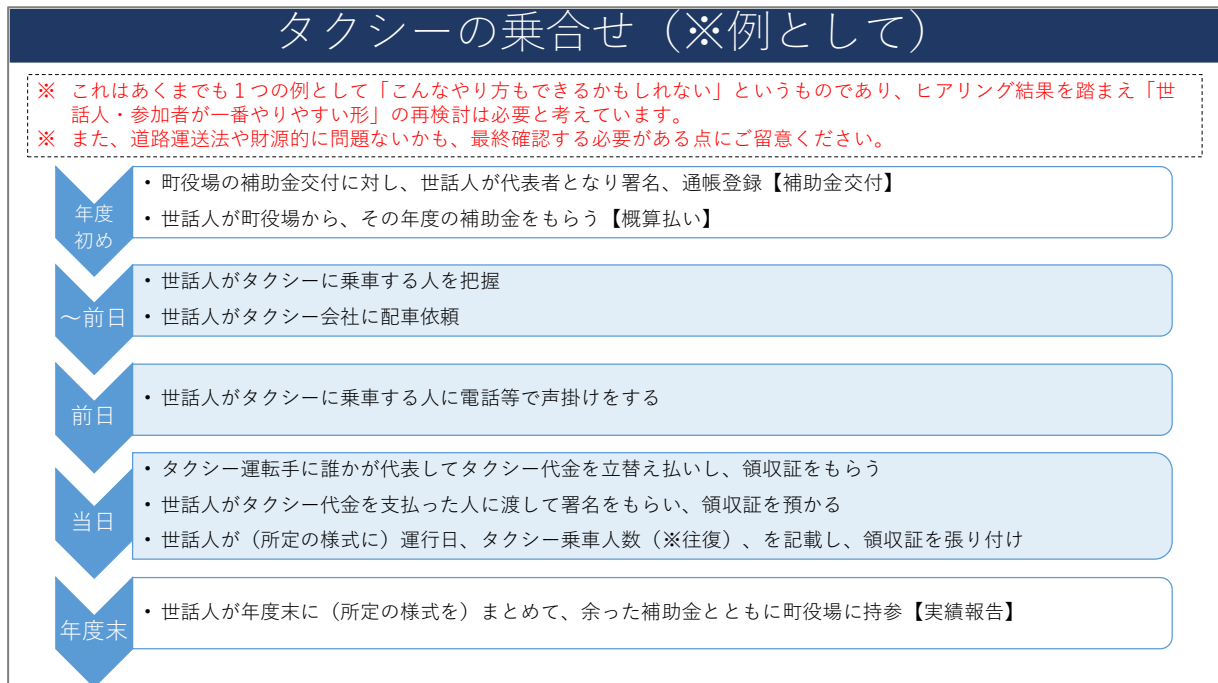 タクシーの乗合せ（※例として）
※ これはあくまでも１つの例として「こんなやり方もできるかもしれない」というものであり、ヒアリング結果を踏まえ「世
話人・参加者が一番やりやすい形」の再検討は必要と考えています。
※ また、道路運送法や財源的に問題ないかも、最終確認する必要がある点にご留意ください。
年度
初め
・町役場の補助金交付に対し、世話人が代表者となり署名、通帳登録【補助金交付】
・世話人が町役場から、その年度の補助金をもらう【概算払い】
～前日
・世話人がタクシーに乗車する人を把握
・世話人がタクシー会社に配車依頼
前日
・世話人がタクシーに乗車する人に電話等で声掛けをする
当日
・タクシー運転手に誰かが代表してタクシー代金を立替え払いし、領収証をもらう
・世話人がタクシー代金を支払った人に渡して署名をもらい、領収証を預かる
・世話人が（所定の様式に）運行日、タクシー乗車人数（※往復）、を記載し、領収証を張り付け
年度末
・世話人が年度末に（所定の様式を）まとめて、余った補助金とともに町役場に持参【実績報告】